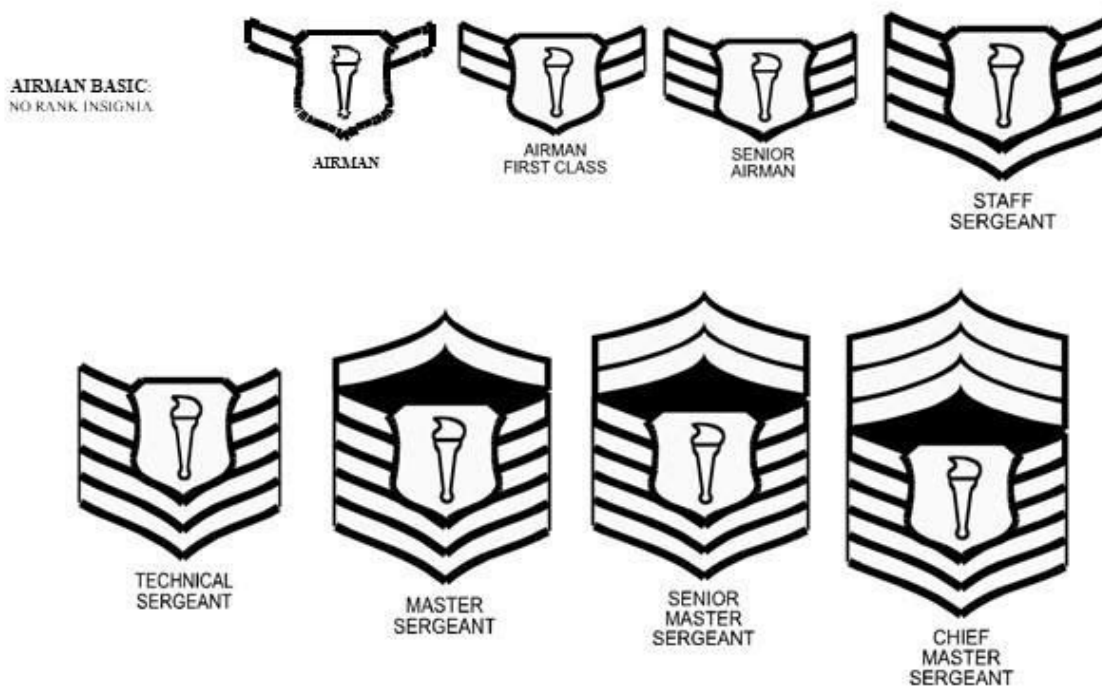 AIRMAN BASIC:
NO RANK INSIGNIA
AIRMAN
AIRMAN
FIRST CLASS
SENIOR
AIRMAN
STAFF
SERGEANT
TECHNICAL
SERGEANT
MASTER
SERGEANT
SENIOR
MASTER
SERGEANT
CHIEF
MASTER
SERGEANT